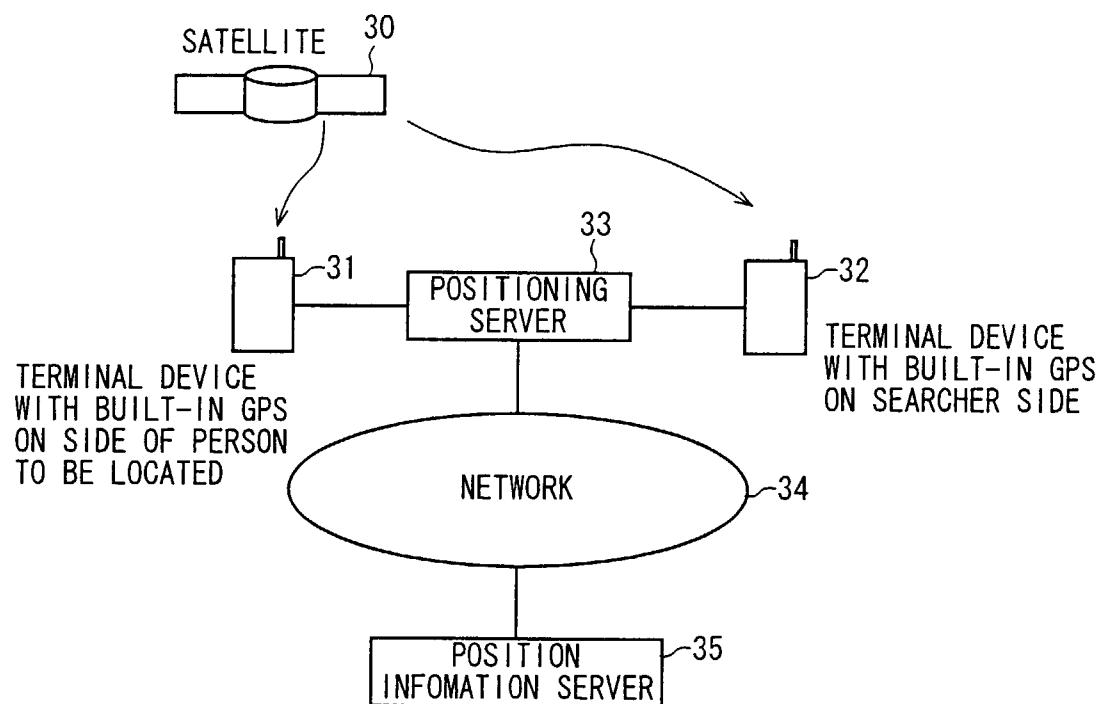 SATELLITE
30
33
31
32
POSITIONING
SERVER
TERMINAL DEVICE
WITH BUILT-IN GPS
ON SEARCHER SIDE
TERMINAL DEVICE
WITH BUILT-IN GPS
ON SIDE OF PERSON
TO BE LOCATED
NETWORK
34
POSITION
INFOMATION SERVER
35